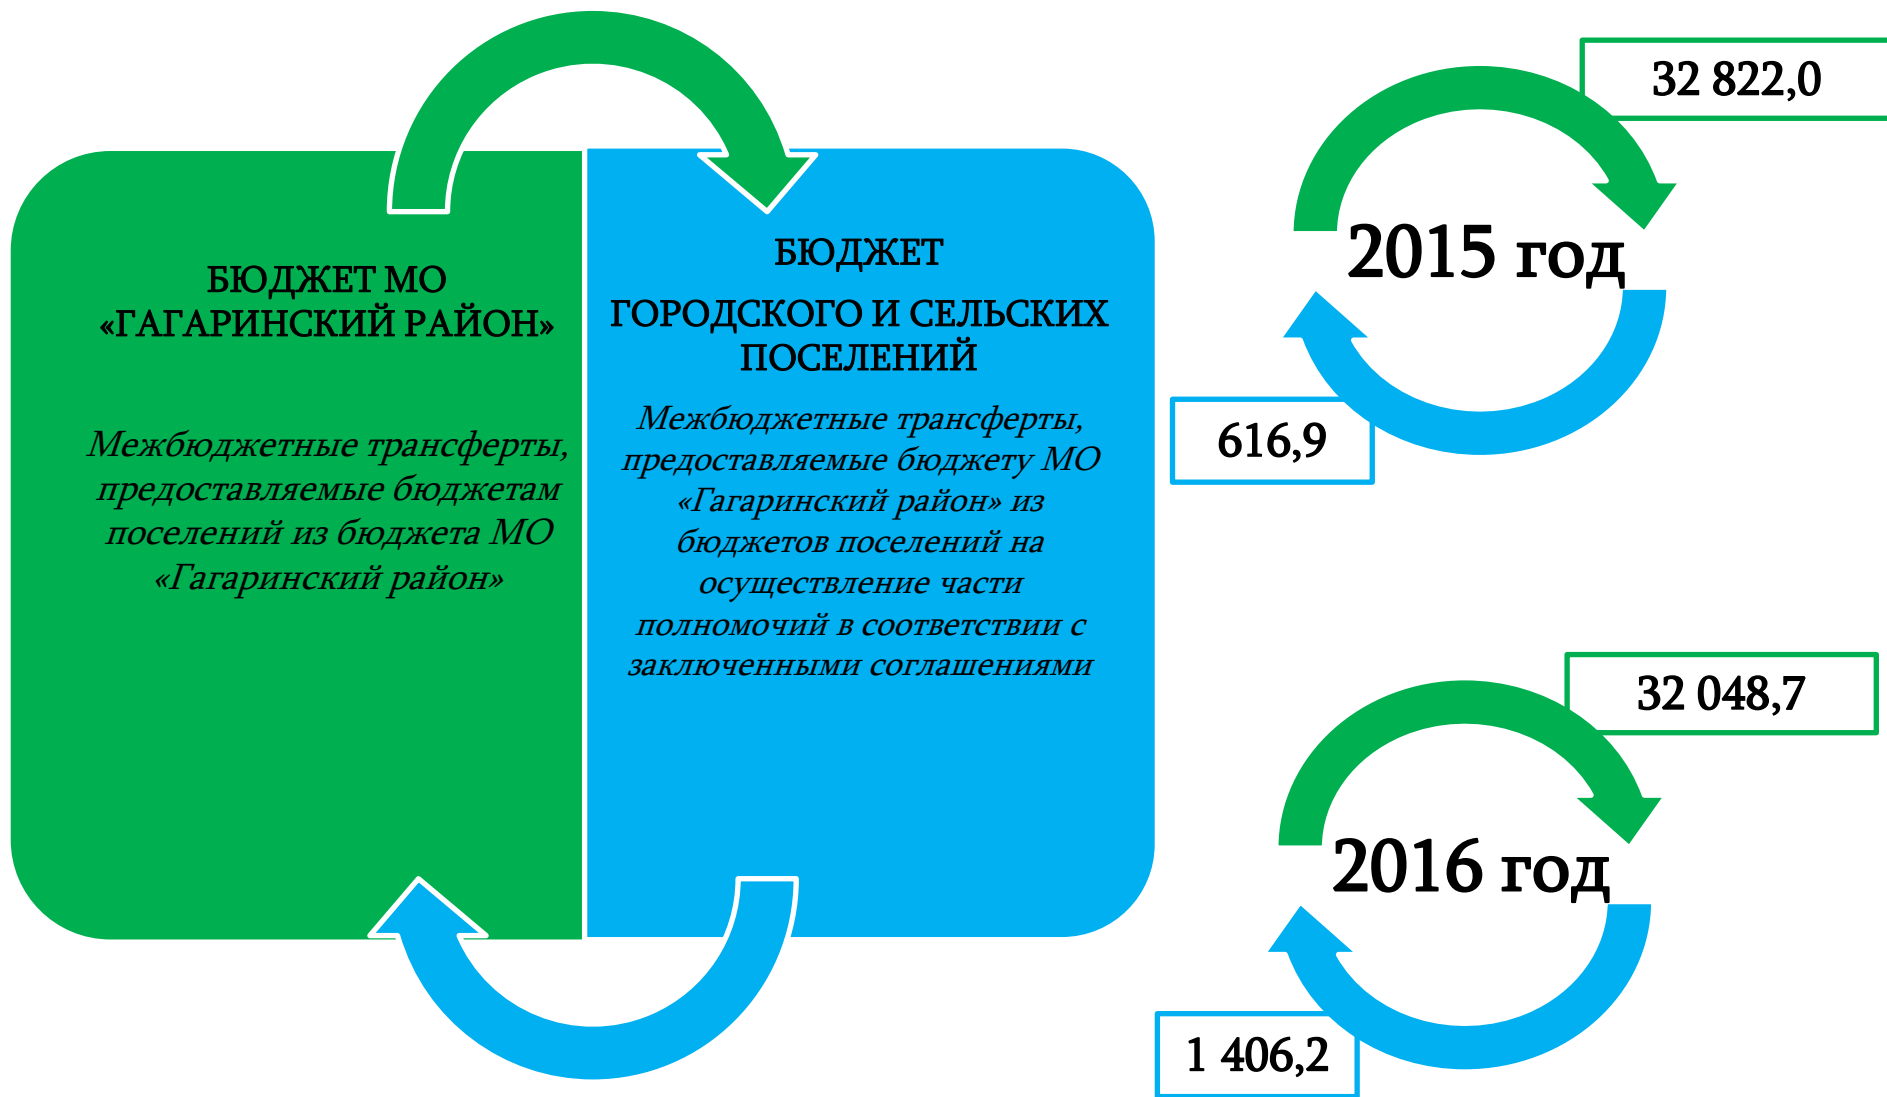 БЮДЖЕТ МО
«ГАГАРИНСКИЙ РАЙОН»
Межбюджетные трансферты,
предоставляемые бюджетам
поселений из бюджета МО
«Гагаринский район»
БЮДЖЕТ
ГОРОДСКОГО И СЕЛЬСКИХ
ПОСЕЛЕНИЙ
Межбюджетные трансферты,
предоставляемые бюджету МО
«Гагаринский район» из
бюджетов поселений на
осуществление части
полномочий в соответствии с
заключенными соглашениями
32 822,0
2015 год
616,9
32 048,7
2016 год
1 406,2